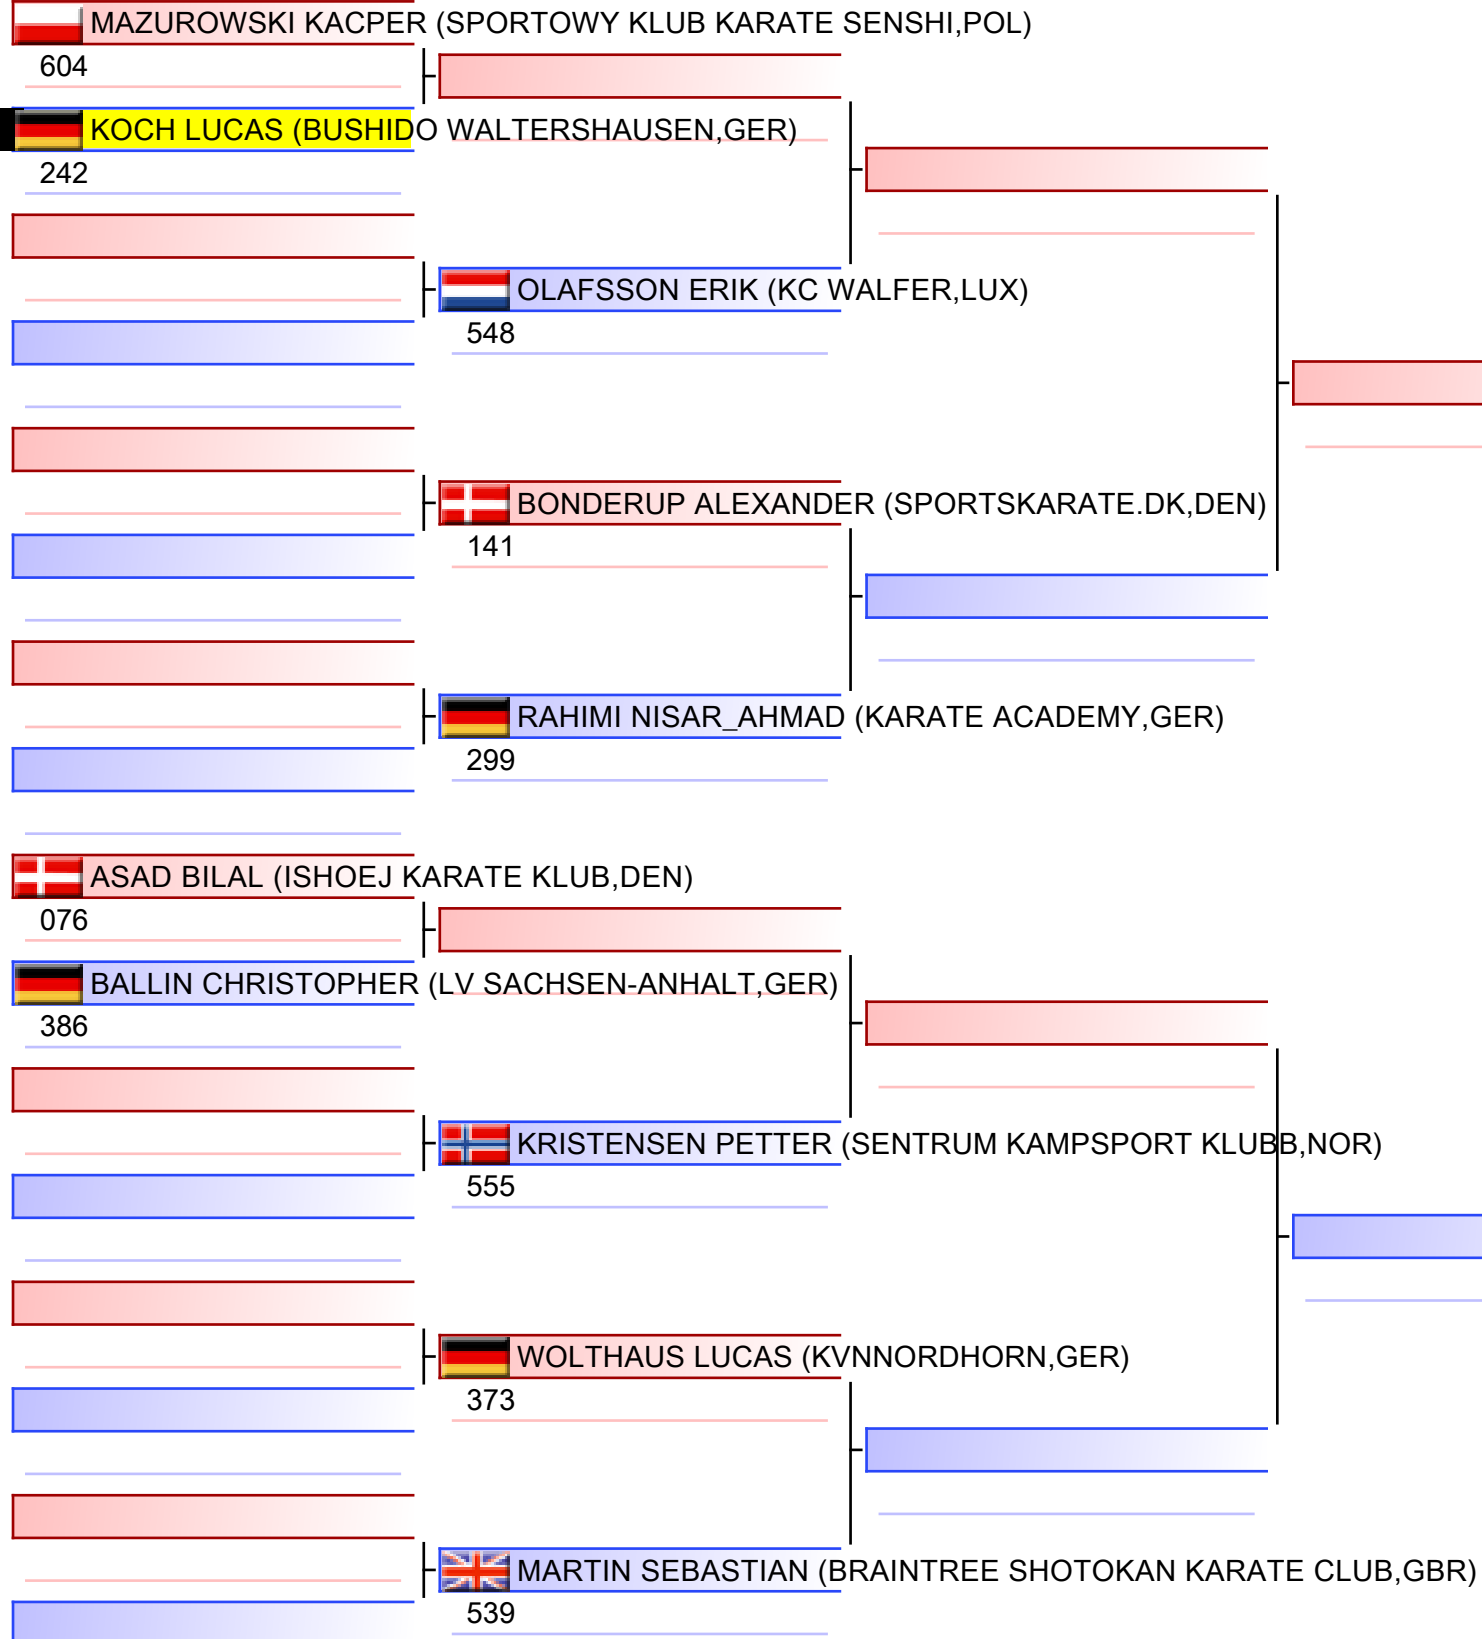 MAZUROWSKI KACPER (SPORTOWY KLUB KARATE SENSHI,POL)
604
KOCH LUCAS (BUSHIDO WALTERSHAUSEN,GER)
242
OLAFSSON ERIK (KC WALFER,LUX)
548
BONDERUP ALEXANDER (SPORTSKARATE.DK,DEN)
141
RAHIMI NISAR_AHMAD (KARATE ACADEMY,GER)
299
ASAD BILAL (ISHOEJ KARATE KLUB,DEN)
076
BALLIN CHRISTOPHER (LV SACHSEN-ANHALT,GER)
386
KRISTENSEN PETTER (SENTRUM KAMPSPORT KLUBB,NOR)
555
WOLTHAUS LUCAS (KVNNORDHORN,GER)
373
MARTIN SEBASTIAN (BRAINTREE SHOTOKAN KARATE CLUB,GBR)
539